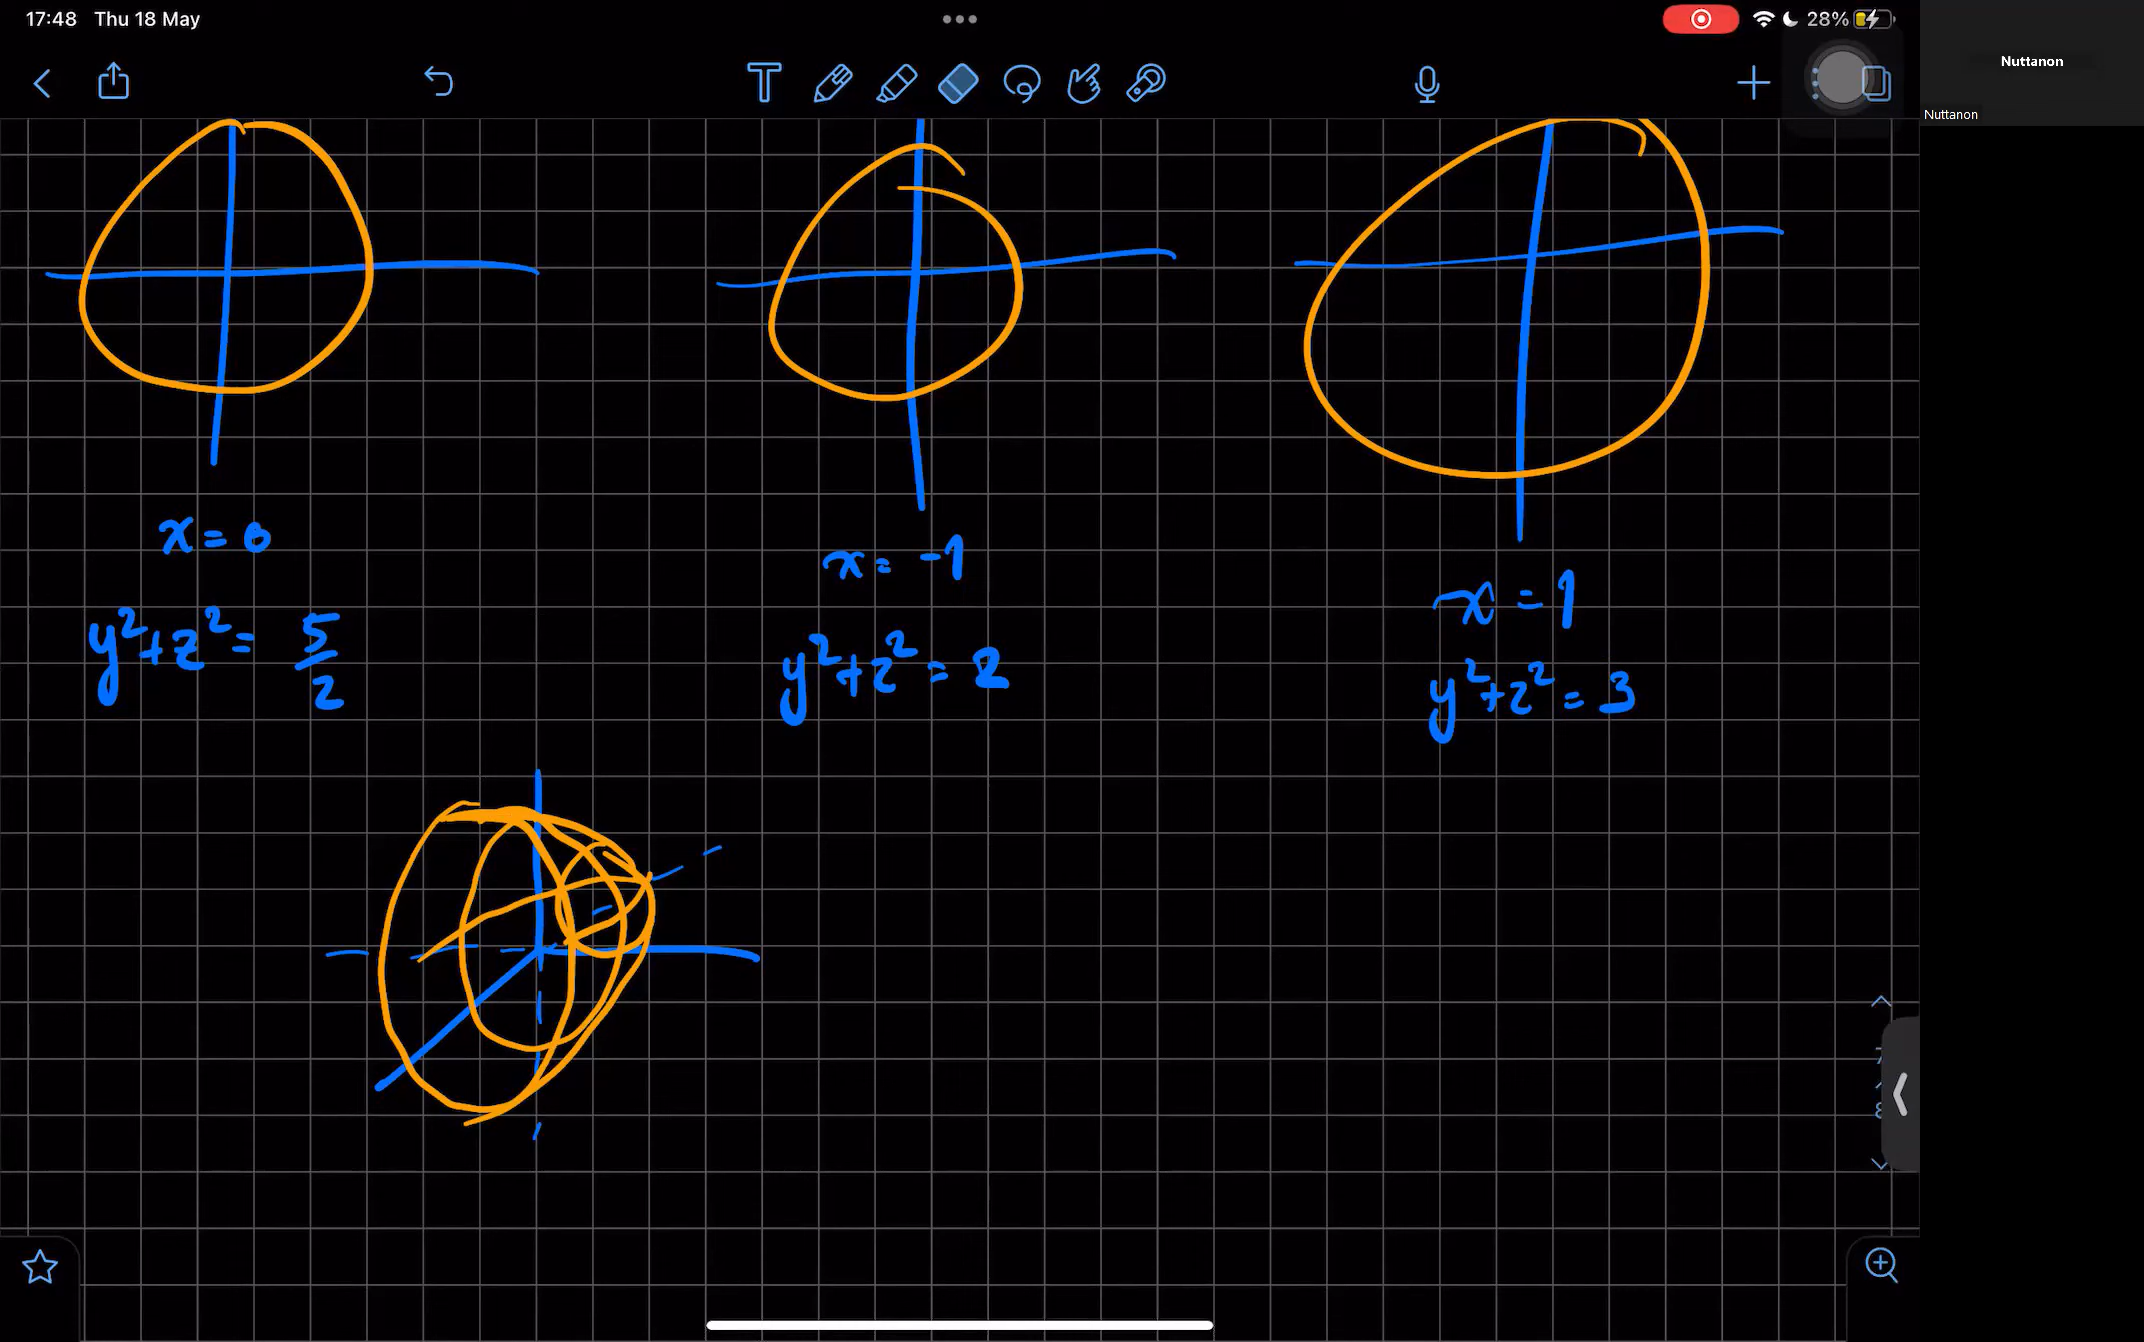 17:48 Thu 18 May
28%
Nuttanon
Nuttanon
x = 0
y²+z² = 5/2
x = -1
y²+z² = 2
x = 1
y²+z² = 3